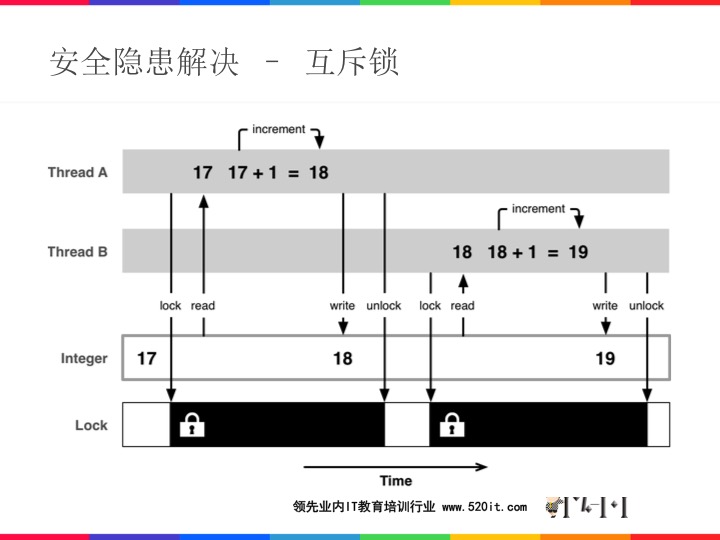 安全隐患解决 - 互斥锁
increment
Thread A 17 17 + 1 = 18
increment
Thread B 18 18 + 1 = 19
lock read write unlock lock read write unlock
Integer 17 18 19
Lock
Time
领先业内IT教育培训行业 www.520it.com